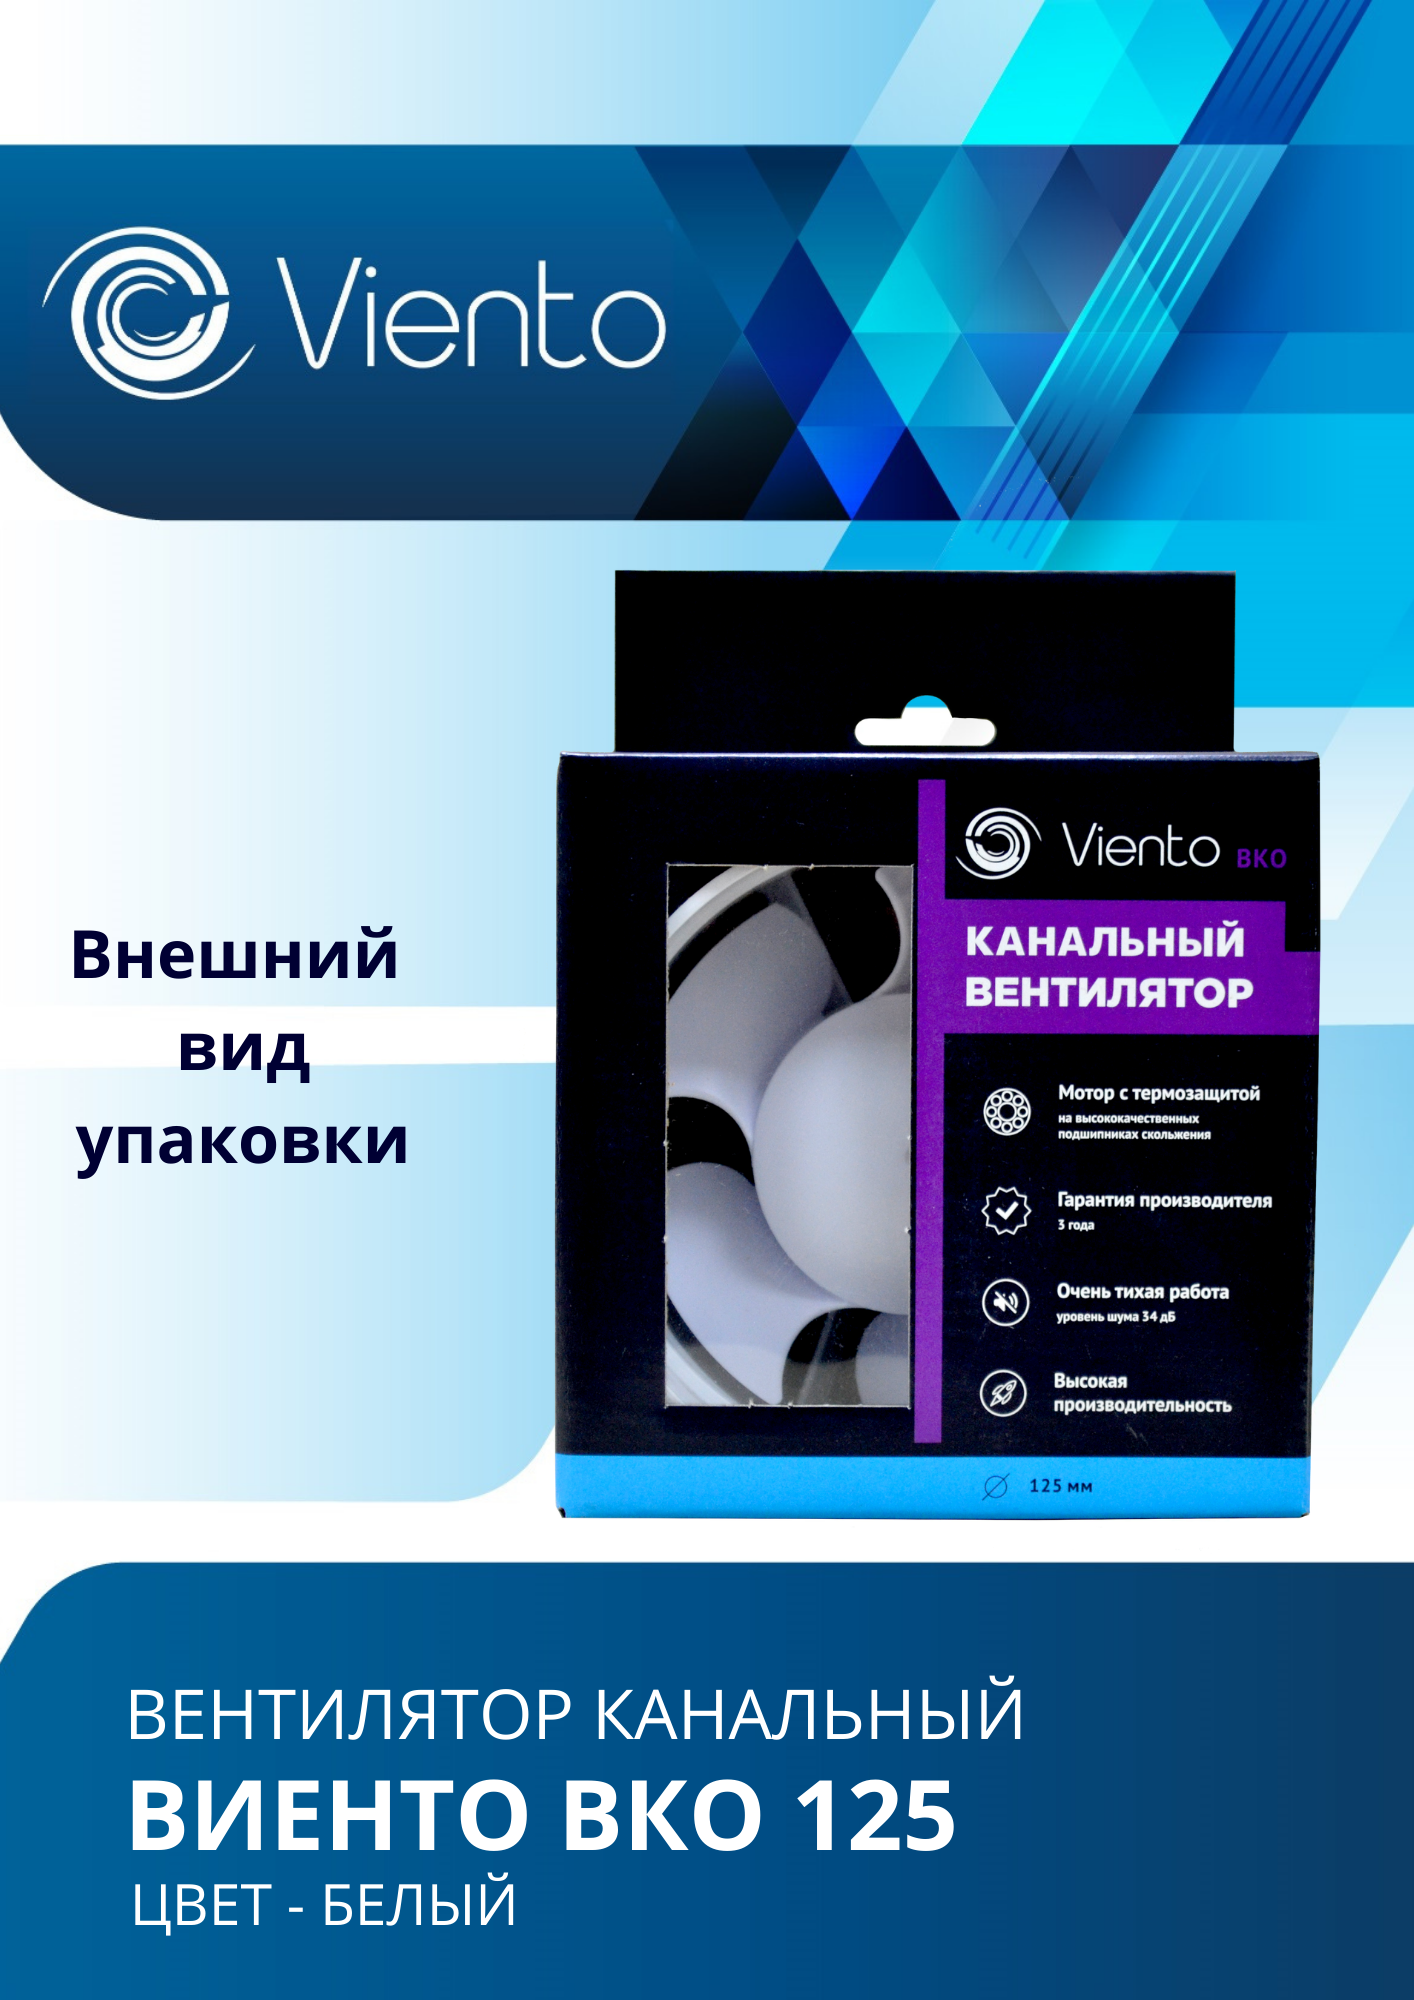 Viento
Внешний
вид
упаковки
Viento ВКО
КАНАЛЬНЫЙ
ВЕНТИЛЯТОР
Мотор с термозащитой
на высококачественных
подшипниках скольжения
Гарантия производителя
3 года
Очень тихая работа
уровень шума 34 дБ
Высокая
производительность
125 мм
ВЕНТИЛЯТОР КАНАЛЬНЫЙ
ВИЕНТО ВКО 125
ЦВЕТ - БЕЛЫЙ